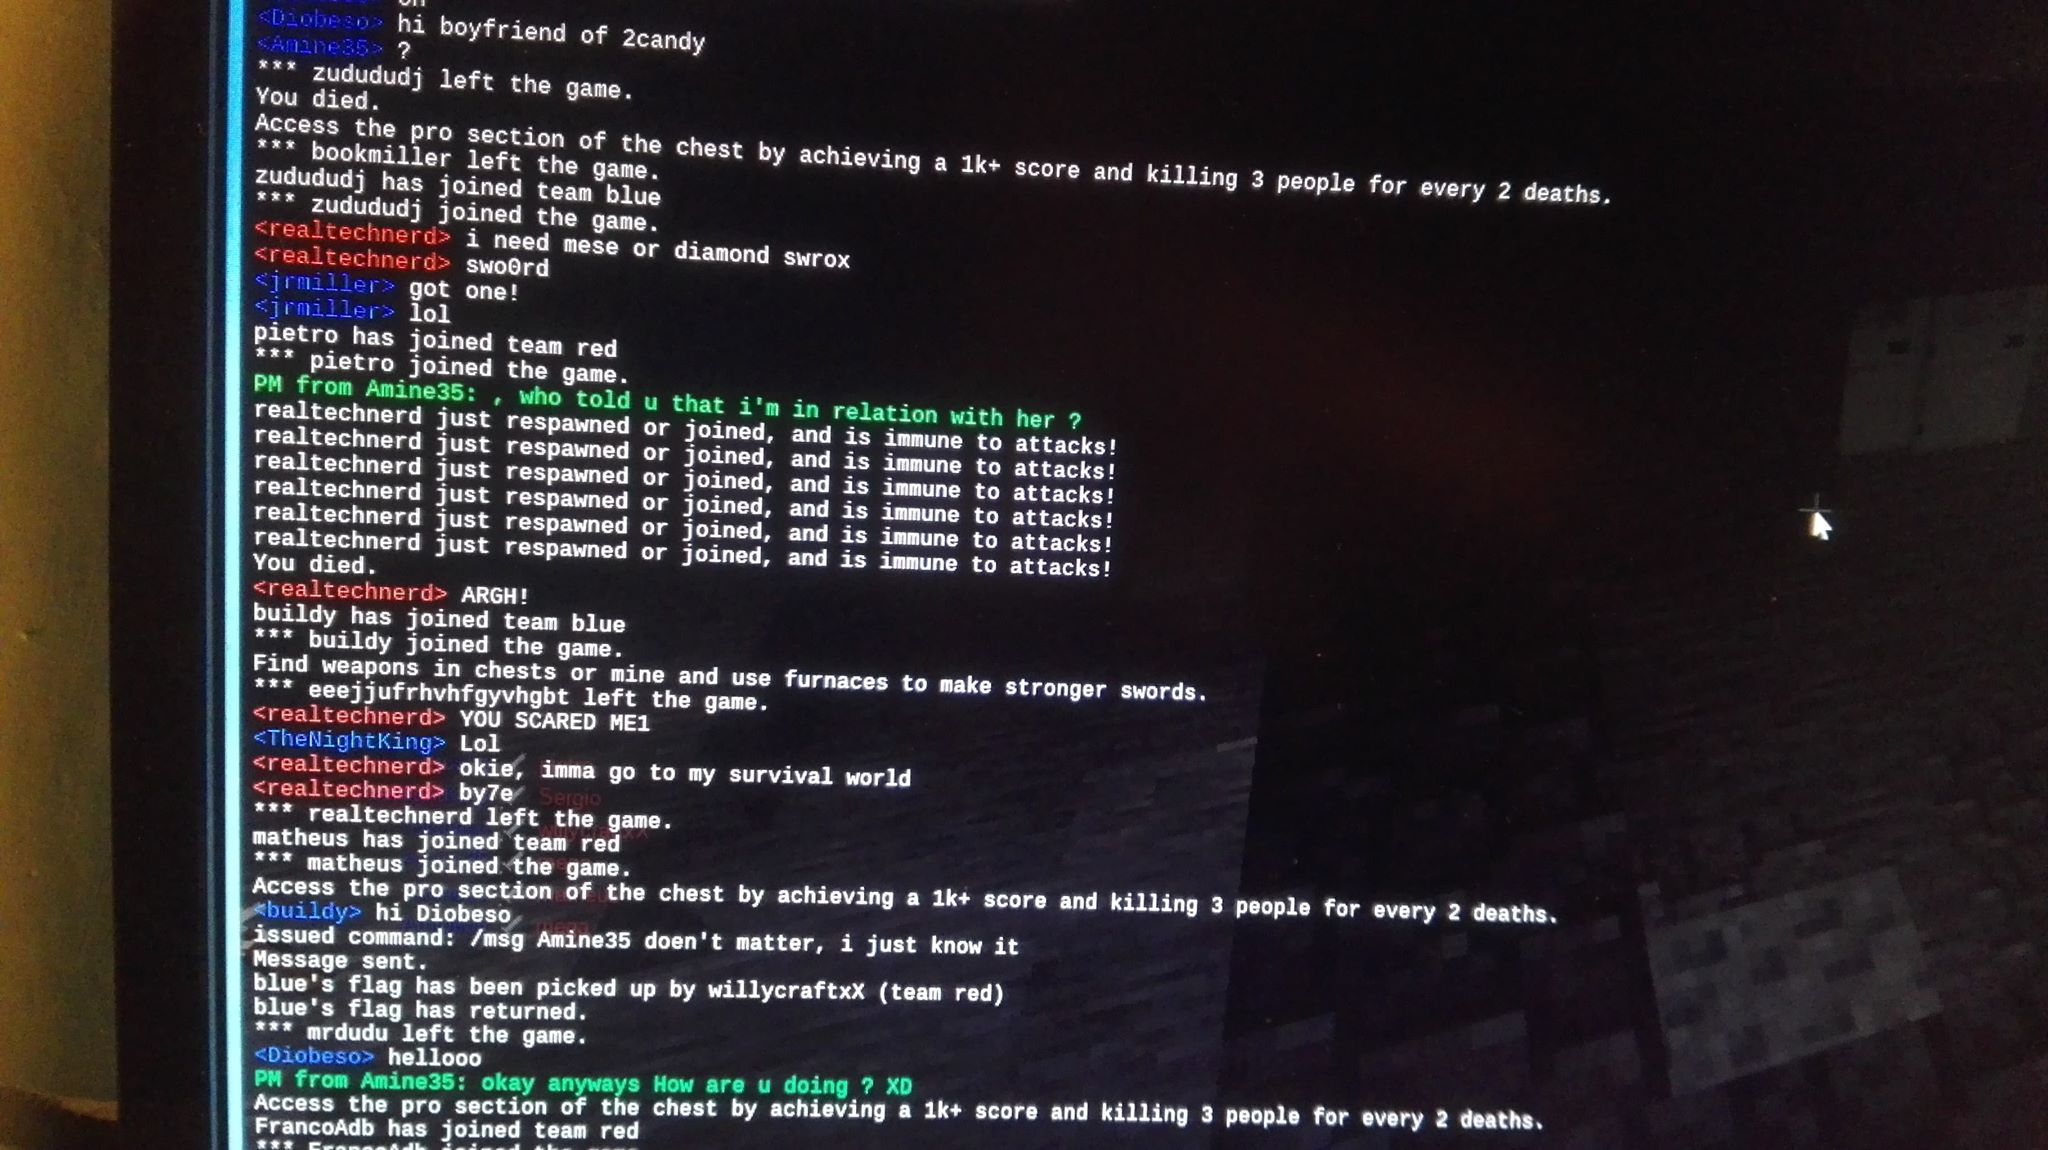 <Diobeso> hi boyfriend of 2candy
<Amine35> ?
*** zudududj left the game.
You died.
Access the pro section of the chest by achieving a 1k+ score and killing 3 people for every 2 deaths.
*** bookmiller left the game.
zudududj has joined team blue
*** zudududj joined the game.
<realtechnerd> i need mese or diamond swrox
<realtechnerd> swo0rd
<jrmiller> got one!
<jrmiller> lol
pietro has joined team red
*** pietro joined the game.
PM from Amine35: , who told u that i'm in relation with her ?
realtechnerd just respawned or joined, and is immune to attacks!
realtechnerd just respawned or joined, and is immune to attacks!
realtechnerd just respawned or joined, and is immune to attacks!
realtechnerd just respawned or joined, and is immune to attacks!
realtechnerd just respawned or joined, and is immune to attacks!
realtechnerd just respawned or joined, and is immune to attacks!
You died.
<realtechnerd> ARGH!
buildy has joined team blue
*** buildy joined the game.
Find weapons in chests or mine and use furnaces to make stronger swords.
*** eeejjufrhvhfgyvhgbt left the game.
<realtechnerd> YOU SCARED ME1
<TheNightKing> Lol
<realtechnerd> okie, imma go to my survival world
<realtechnerd> by7e
Sergio
*** realtechnerd left the game.
matheus has joined team red
*** matheus joined the game.
Access the pro section of the chest by achieving a 1k+ score and killing 3 people for every 2 deaths.
<buildy> hi Diobeso
issued command: /msg Amine35 doen't matter, i just know it
Message sent.
blue's flag has been picked up by willycraftxX (team red)
blue's flag has returned.
*** mrdudu left the game.
<Diobeso> hellooo
PM from Amine35: okay anyways How are u doing ? XD
Access the pro section of the chest by achieving a 1k+ score and killing 3 people for every 2 deaths.
FrancoAdb has joined team red
*** FrancoAdb joined the game.